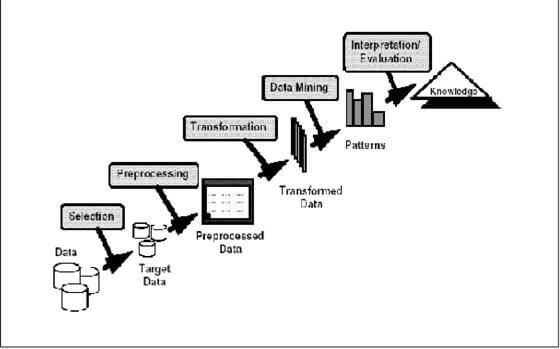 Interpretation/
Evaluation
Data Mining
Knowledge
Transformation
Patterns
Preprocessing
Transformed
Data
Selection
Preprocessed
Data
Data
Target
Data